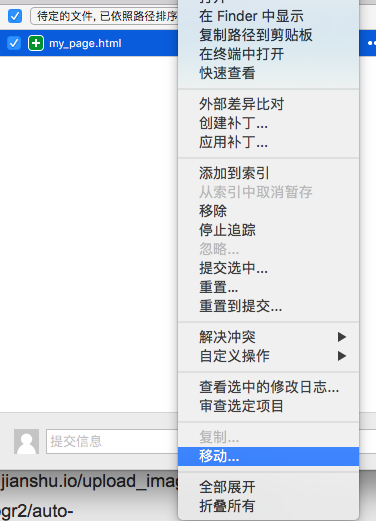 待定的文件, 已依照路径排序
my_page.html
在 Finder 中显示
复制路径到剪贴板
在终端中打开
快速查看
外部差异比对
创建补丁...
应用补丁...
添加到索引
从索引中取消暂存
移除
停止追踪
忽略...
提交选中...
重置...
重置到提交...
解决冲突
自定义操作
查看选中的修改日志...
审查选定项目
复制...
移动...
全部展开
折叠所有
提交信息
jianshu.io/upload_imag
ogr2/auto-